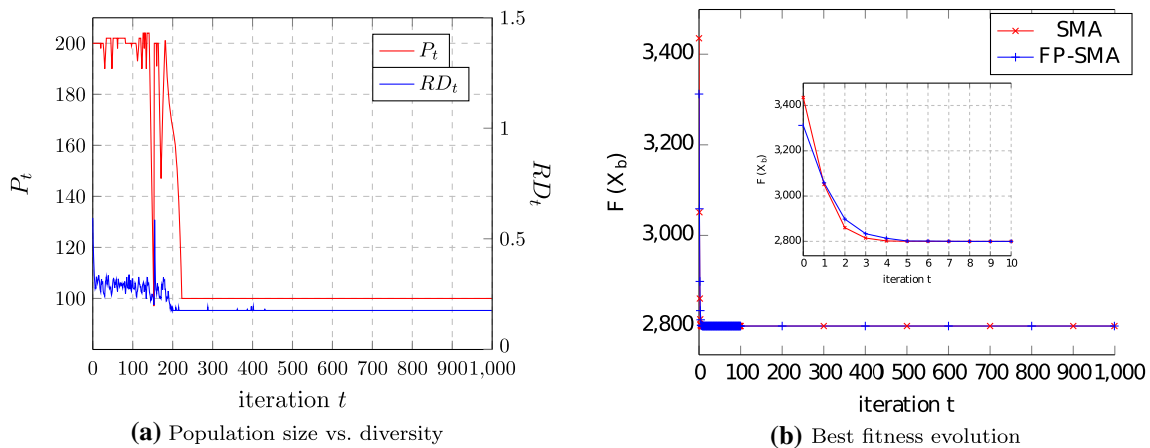 200
180
160
140
120
100
P_t
1.5
1
0.5
0
RD_t
P_t
RD_t
0 100 200 300 400 500 600 700 800 9001,000
iteration t
(a) Population size vs. diversity
3,400
3,200
3,000
2,800
F (X_b)
SMA
FP-SMA
3,400
3,200
3,000
2,800
F (X_b)
0 1 2 3 4 5 6 7 8 9 10
iteration t
0 100 200 300 400 500 600 700 800 9001,000
iteration t
(b) Best fitness evolution